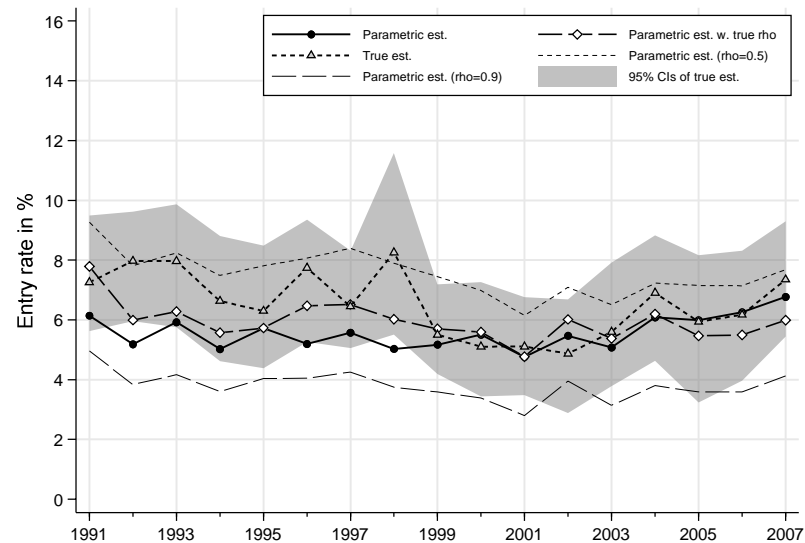 Parametric est.
Parametric est. w. true rho
True est.
Parametric est. (rho=0.5)
Parametric est. (rho=0.9)
95% CIs of true est.
Entry rate in %
16
14
12
10
8
6
4
2
0
1991 1993 1995 1997 1999 2001 2003 2005 2007